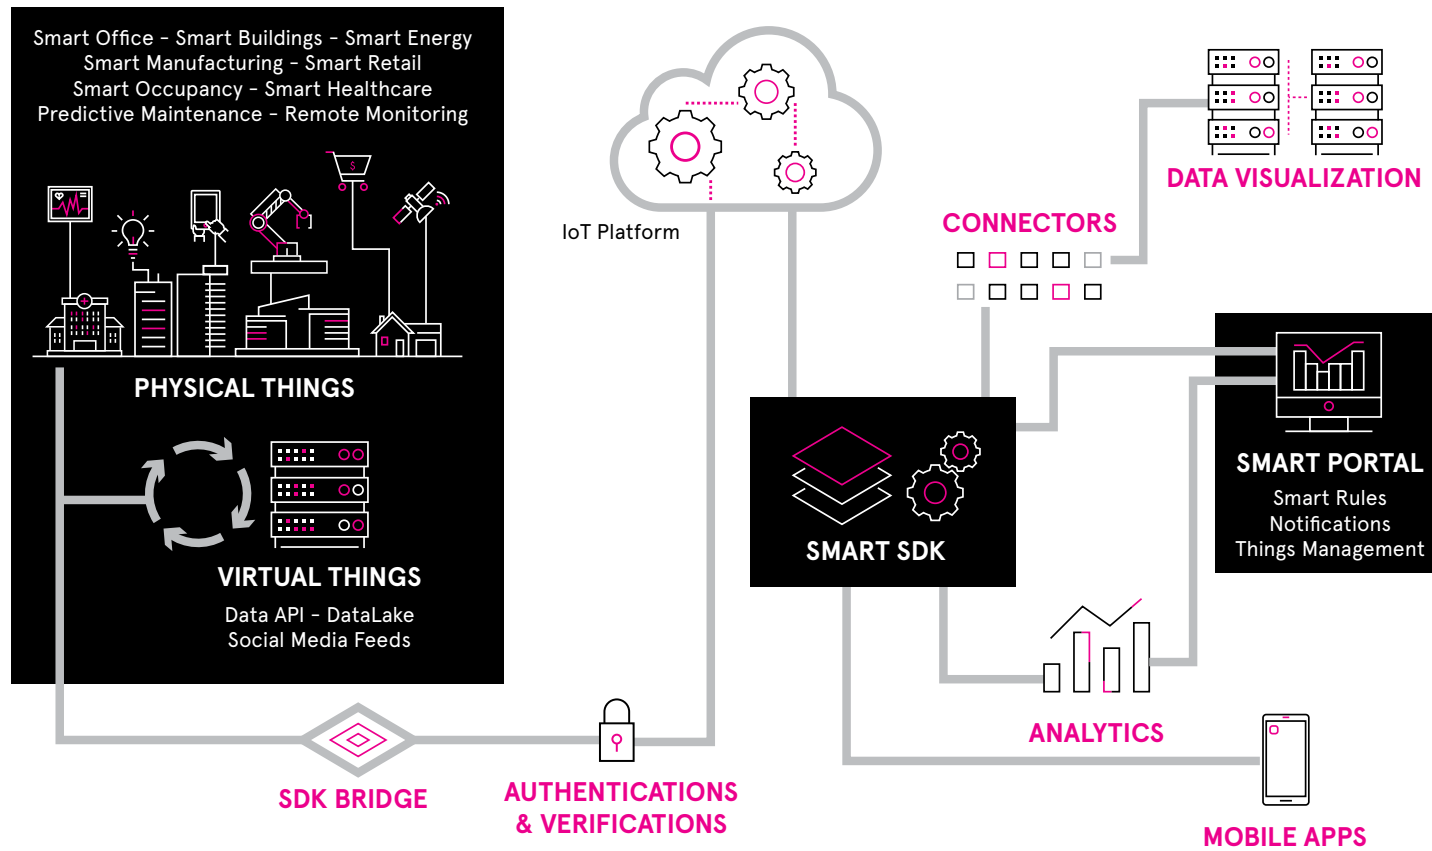 Smart Office - Smart Buildings - Smart Energy
Smart Manufacturing - Smart Retail
Smart Occupancy - Smart Healthcare
Predictive Maintenance - Remote Monitoring
$
PHYSICAL THINGS
VIRTUAL THINGS
Data API - DataLake
Social Media Feeds
SDK BRIDGE
AUTHENTICATIONS
& VERIFICATIONS
IoT Platform
SMART SDK
CONNECTORS
DATA VISUALIZATION
SMART PORTAL
Smart Rules
Notifications
Things Management
ANALYTICS
MOBILE APPS